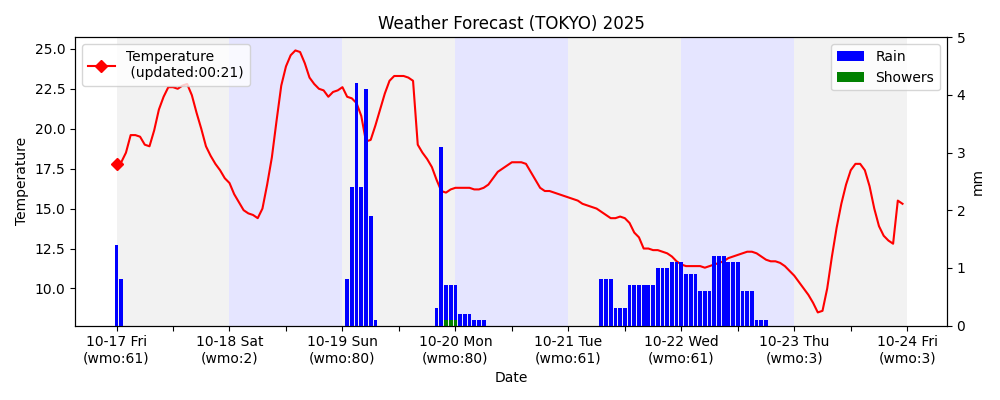 Weather Forecast (TOKYO) 2025
Temperature
(updated:00:21)
Rain
Showers
25.0
22.5
20.0
17.5
15.0
12.5
10.0
Temperature
5
4
3
2
1
0
mm
10-17 Fri
(wmo:61)
10-18 Sat
(wmo:2)
10-19 Sun
(wmo:80)
10-20 Mon
(wmo:80)
10-21 Tue
(wmo:61)
10-22 Wed
(wmo:61)
10-23 Thu
(wmo:3)
10-24 Fri
(wmo:3)
Date